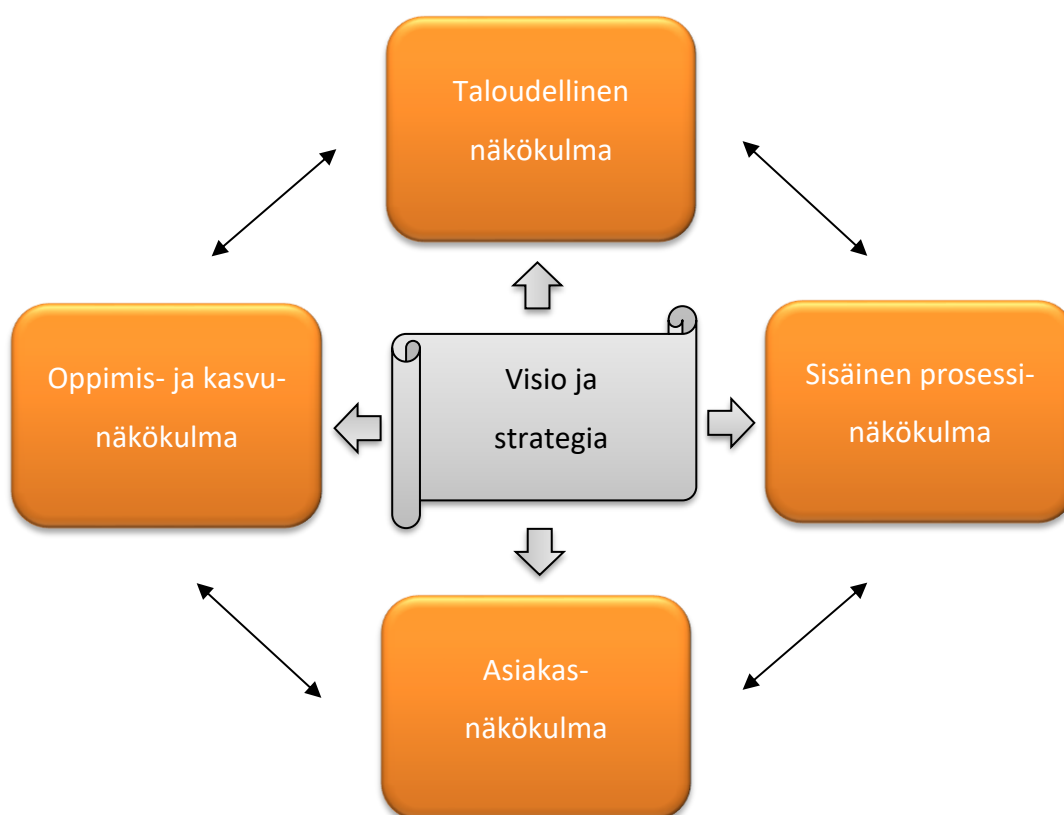 Taloudellinen
näkökulma
Oppimis- ja kasvu-
näkökulma
Visio ja
strategia
Sisäinen prosessi-
näkökulma
Asiakas-
näkökulma